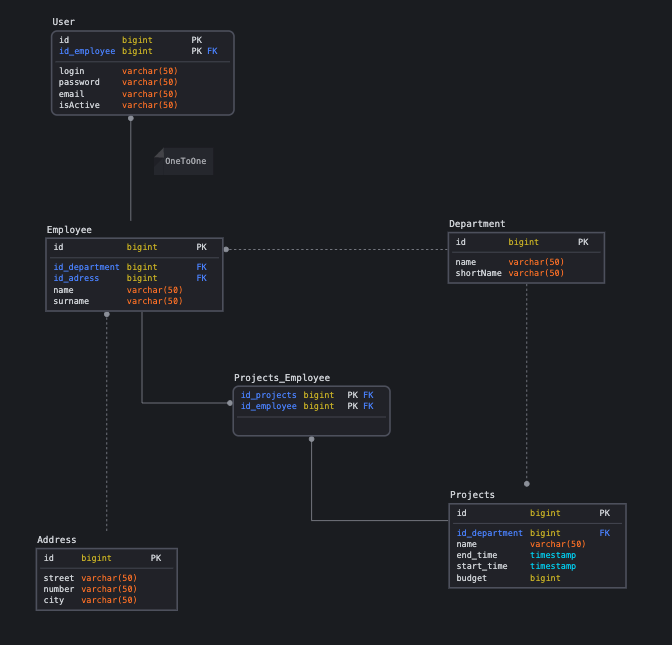 User
id bigint PK
id_employee bigint PK FK
login varchar(50)
password varchar(50)
email varchar(50)
isActive varchar(50)
OneToOne
Employee
id bigint PK
id_department bigint FK
id_adress bigint FK
name varchar(50)
surname varchar(50)
Department
id bigint PK
name varchar(50)
shortName varchar(50)
Projects_Employee
id_projects bigint PK FK
id_employee bigint PK FK
Projects
id bigint PK
id_department bigint FK
name varchar(50)
end_time timestamp
start_time timestamp
budget bigint
Address
id bigint PK
street varchar(50)
number varchar(50)
city varchar(50)